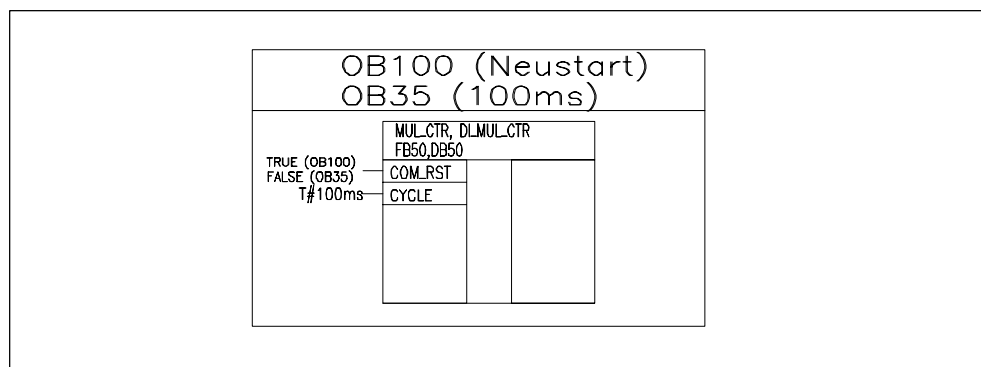 OB100 (Neustart)
OB35 (100ms)
MUL_CTR, DI_MUL_CTR
FB50,DB50
TRUE (OB100)
FALSE (OB35)
COM_RST
T#100ms
CYCLE